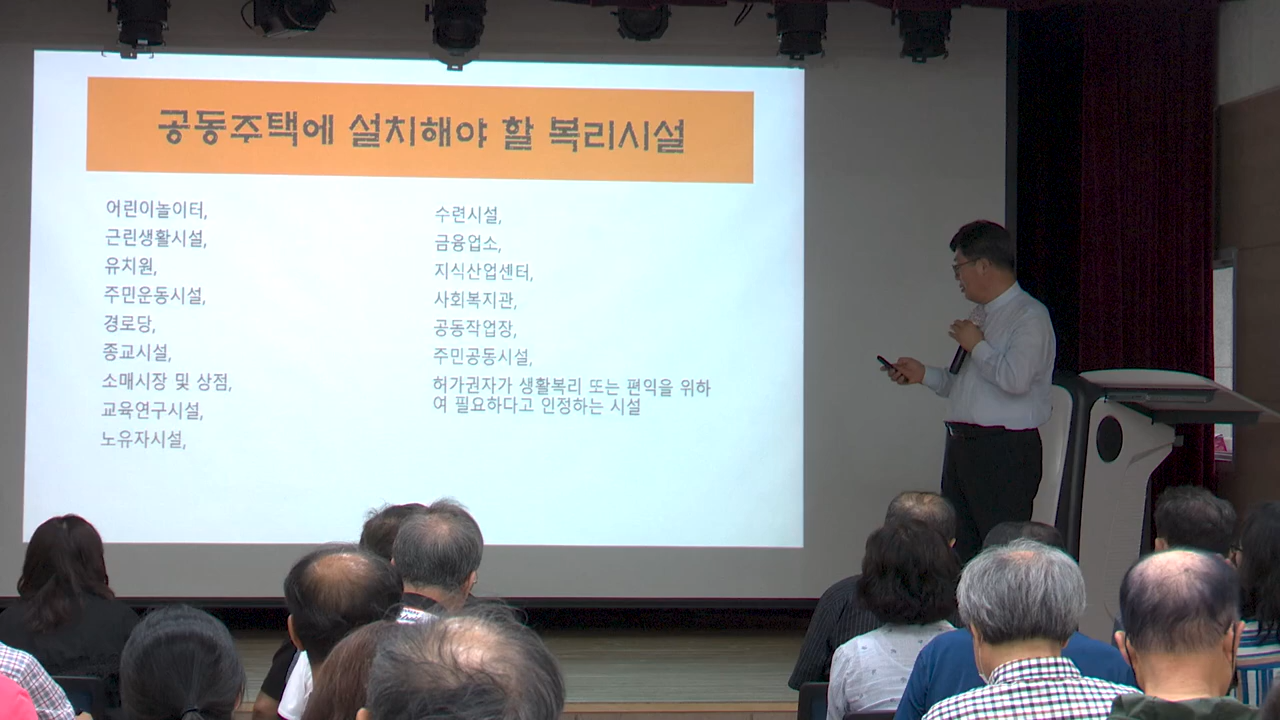 공동주택에 설치해야 할 복리시설
어린이놀이터,
근린생활시설,
유치원,
주민운동시설,
경로당,
종교시설,
소매시장 및 상점,
교육연구시설,
노유자시설,
수련시설,
금융업소,
지식산업센터,
사회복지관,
공동작업장,
주민공동시설,
허가권자가 생활복리 또는 편익을 위하
여 필요하다고 인정하는 시설